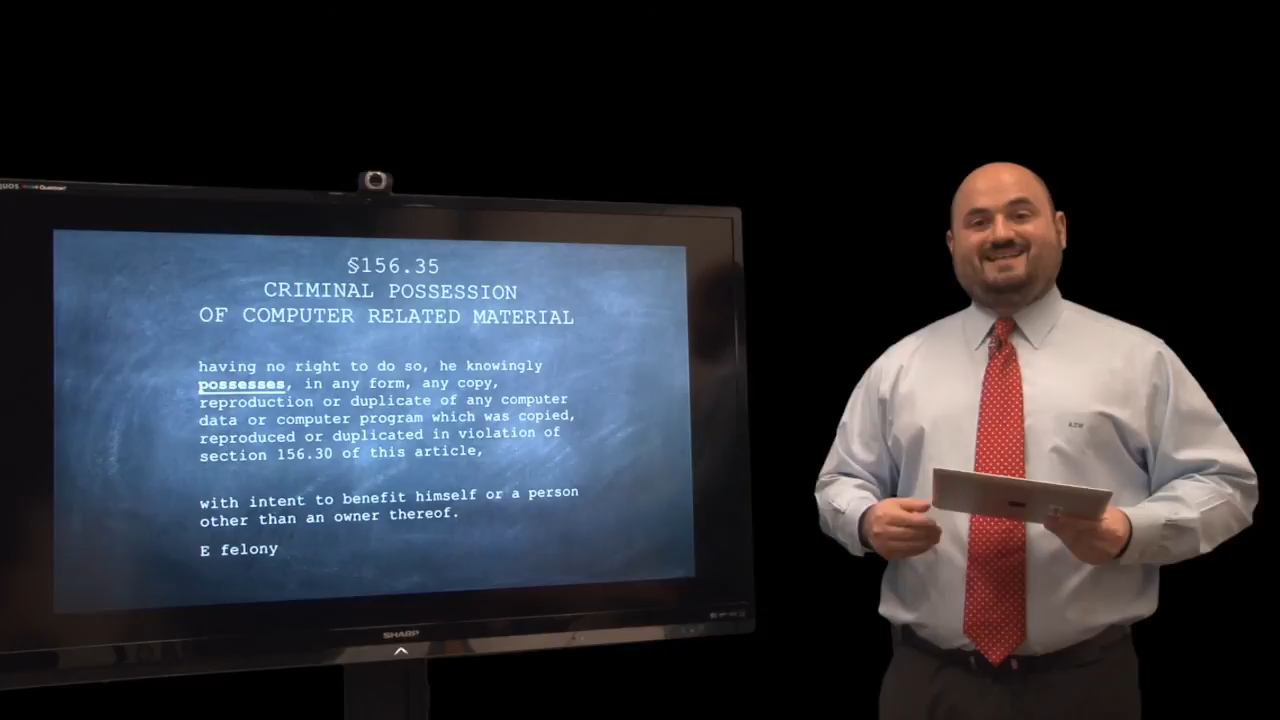 §156.35
CRIMINAL POSSESSION
OF COMPUTER RELATED MATERIAL
having no right to do so, he knowingly
possesses, in any form, any copy,
reproduction or duplicate of any computer
data or computer program which was copied,
reproduced or duplicated in violation of
section 156.30 of this article,
with intent to benefit himself or a person
other than an owner thereof.
E felony
SHARP